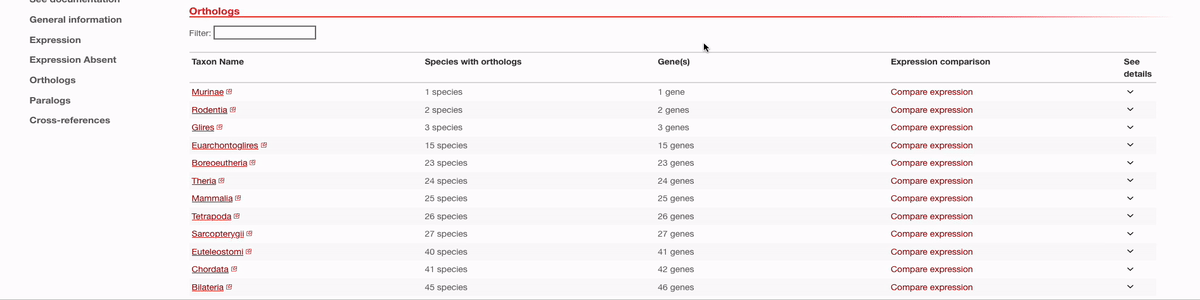 See documentation
General information
Expression
Expression Absent
Orthologs
Paralogs
Cross-references
Orthologs
Filter:
Taxon Name Species with orthologs Gene(s) Expression comparison See details
Murinae 1 species 1 gene Compare expression
Rodentia 2 species 2 genes Compare expression
Glires 3 species 3 genes Compare expression
Euarchontoglires 15 species 15 genes Compare expression
Boreoeutheria 23 species 23 genes Compare expression
Theria 24 species 24 genes Compare expression
Mammalia 25 species 25 genes Compare expression
Tetrapoda 26 species 26 genes Compare expression
Sarcopterygii 27 species 27 genes Compare expression
Euteleostomi 40 species 41 genes Compare expression
Chordata 41 species 42 genes Compare expression
Bilateria 45 species 46 genes Compare expression